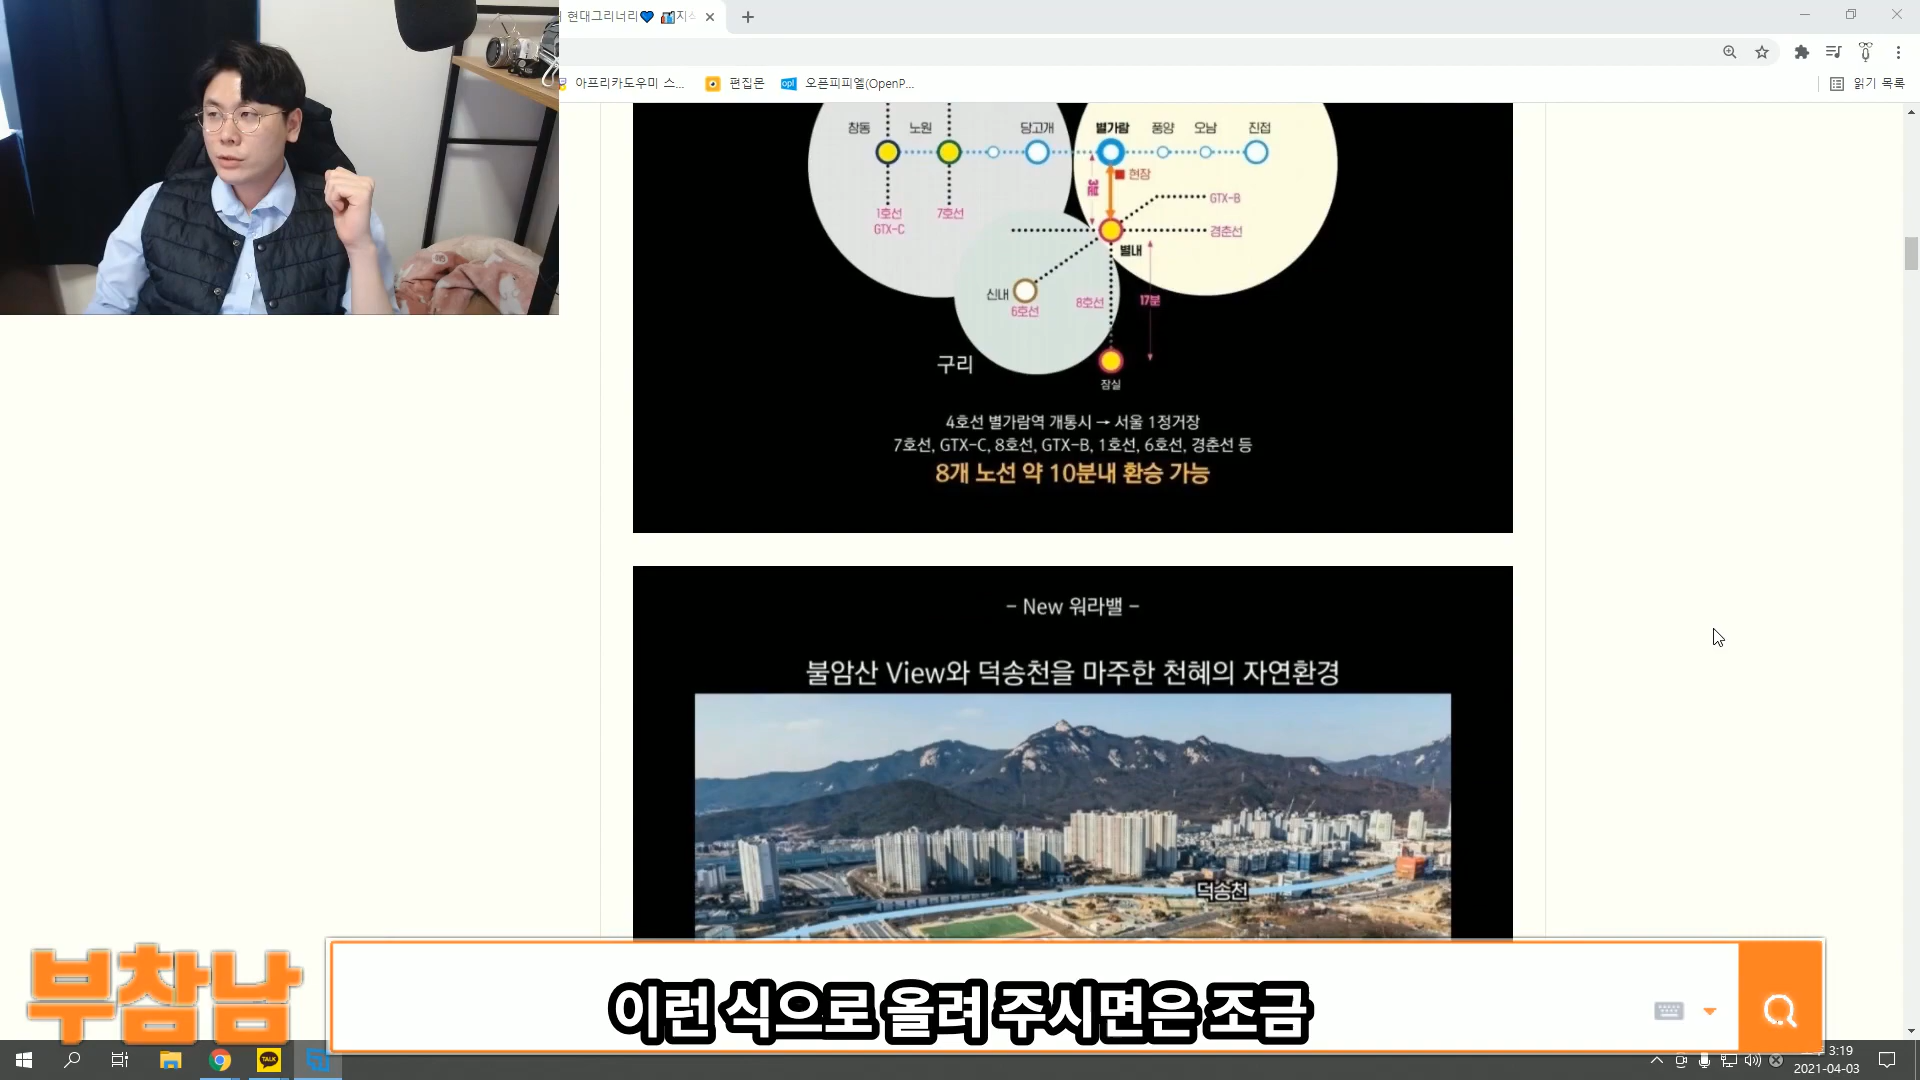 현대그리너리💙
아프리카도우미 스...
편집몬
opl
오픈피피엘(OpenP...
읽기 목록
창동
노원
당고개
별가람
풍양
오남
진접
3분
현장
GTX-B
1호선
7호선
GTX-C
경춘선
별내
신내
6호선
8호선
17분
구리
잠실
4호선 별가람역 개통시 → 서울 1정거장
7호선, GTX-C, 8호선, GTX-B, 1호선, 6호선, 경춘선 등
8개 노선 약 10분내 환승 가능
- New 워라밸 -
불암산 View와 덕송천을 마주한 천혜의 자연환경
덕송천
부참남
이런 식으로 올려 주시면은 조금
TALK
3:19
2021-04-03